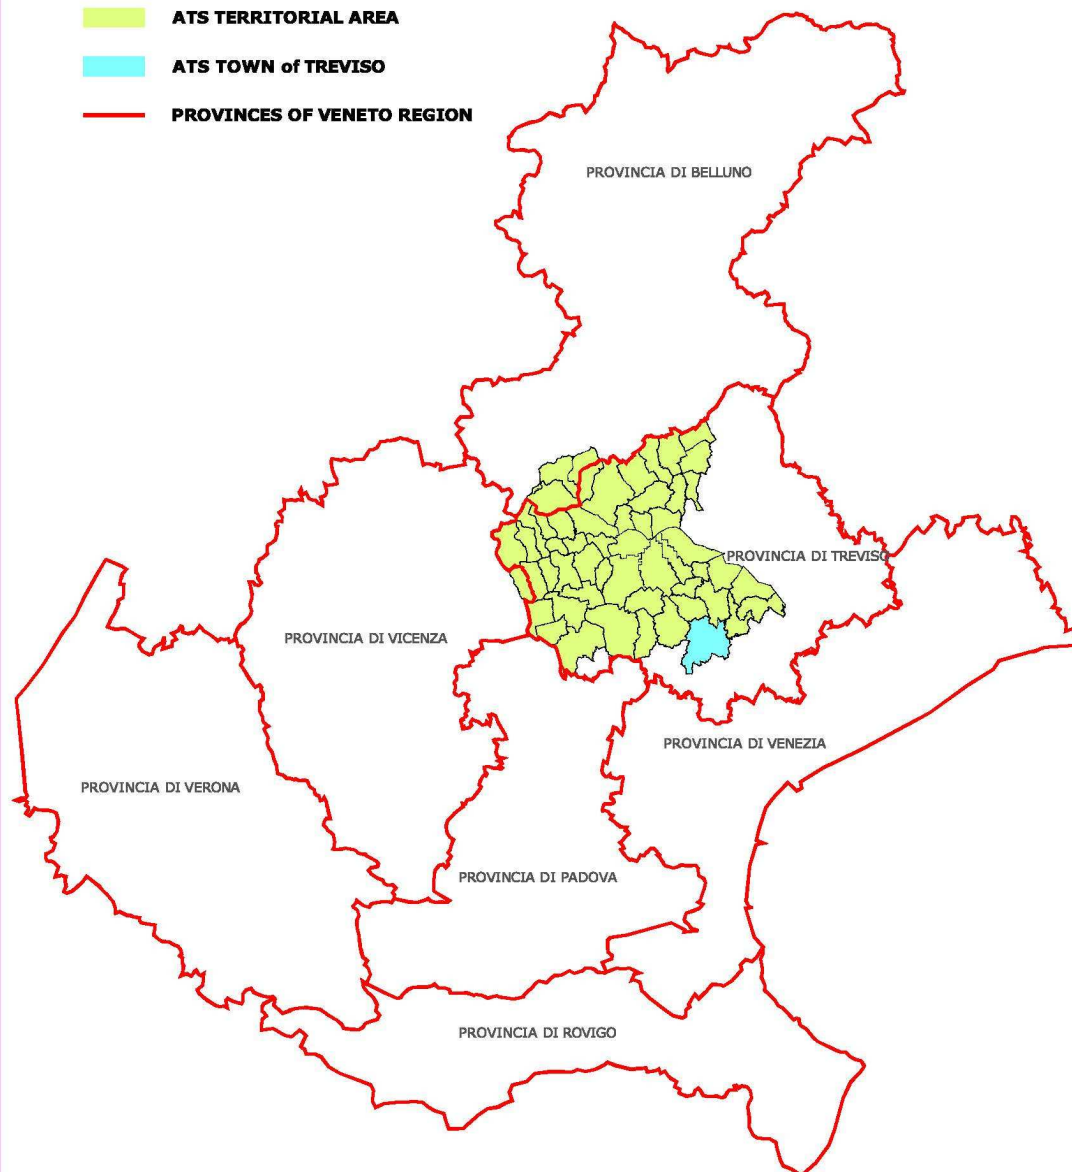 ATS TERRITORIAL AREA
ATS TOWN of TREVISO
PROVINCES OF VENETO REGION
PROVINCIA DI BELLUNO
PROVINCIA DI TREVISO
PROVINCIA DI VICENZA
PROVINCIA DI VENEZIA
PROVINCIA DI VERONA
PROVINCIA DI PADOVA
PROVINCIA DI ROVIGO